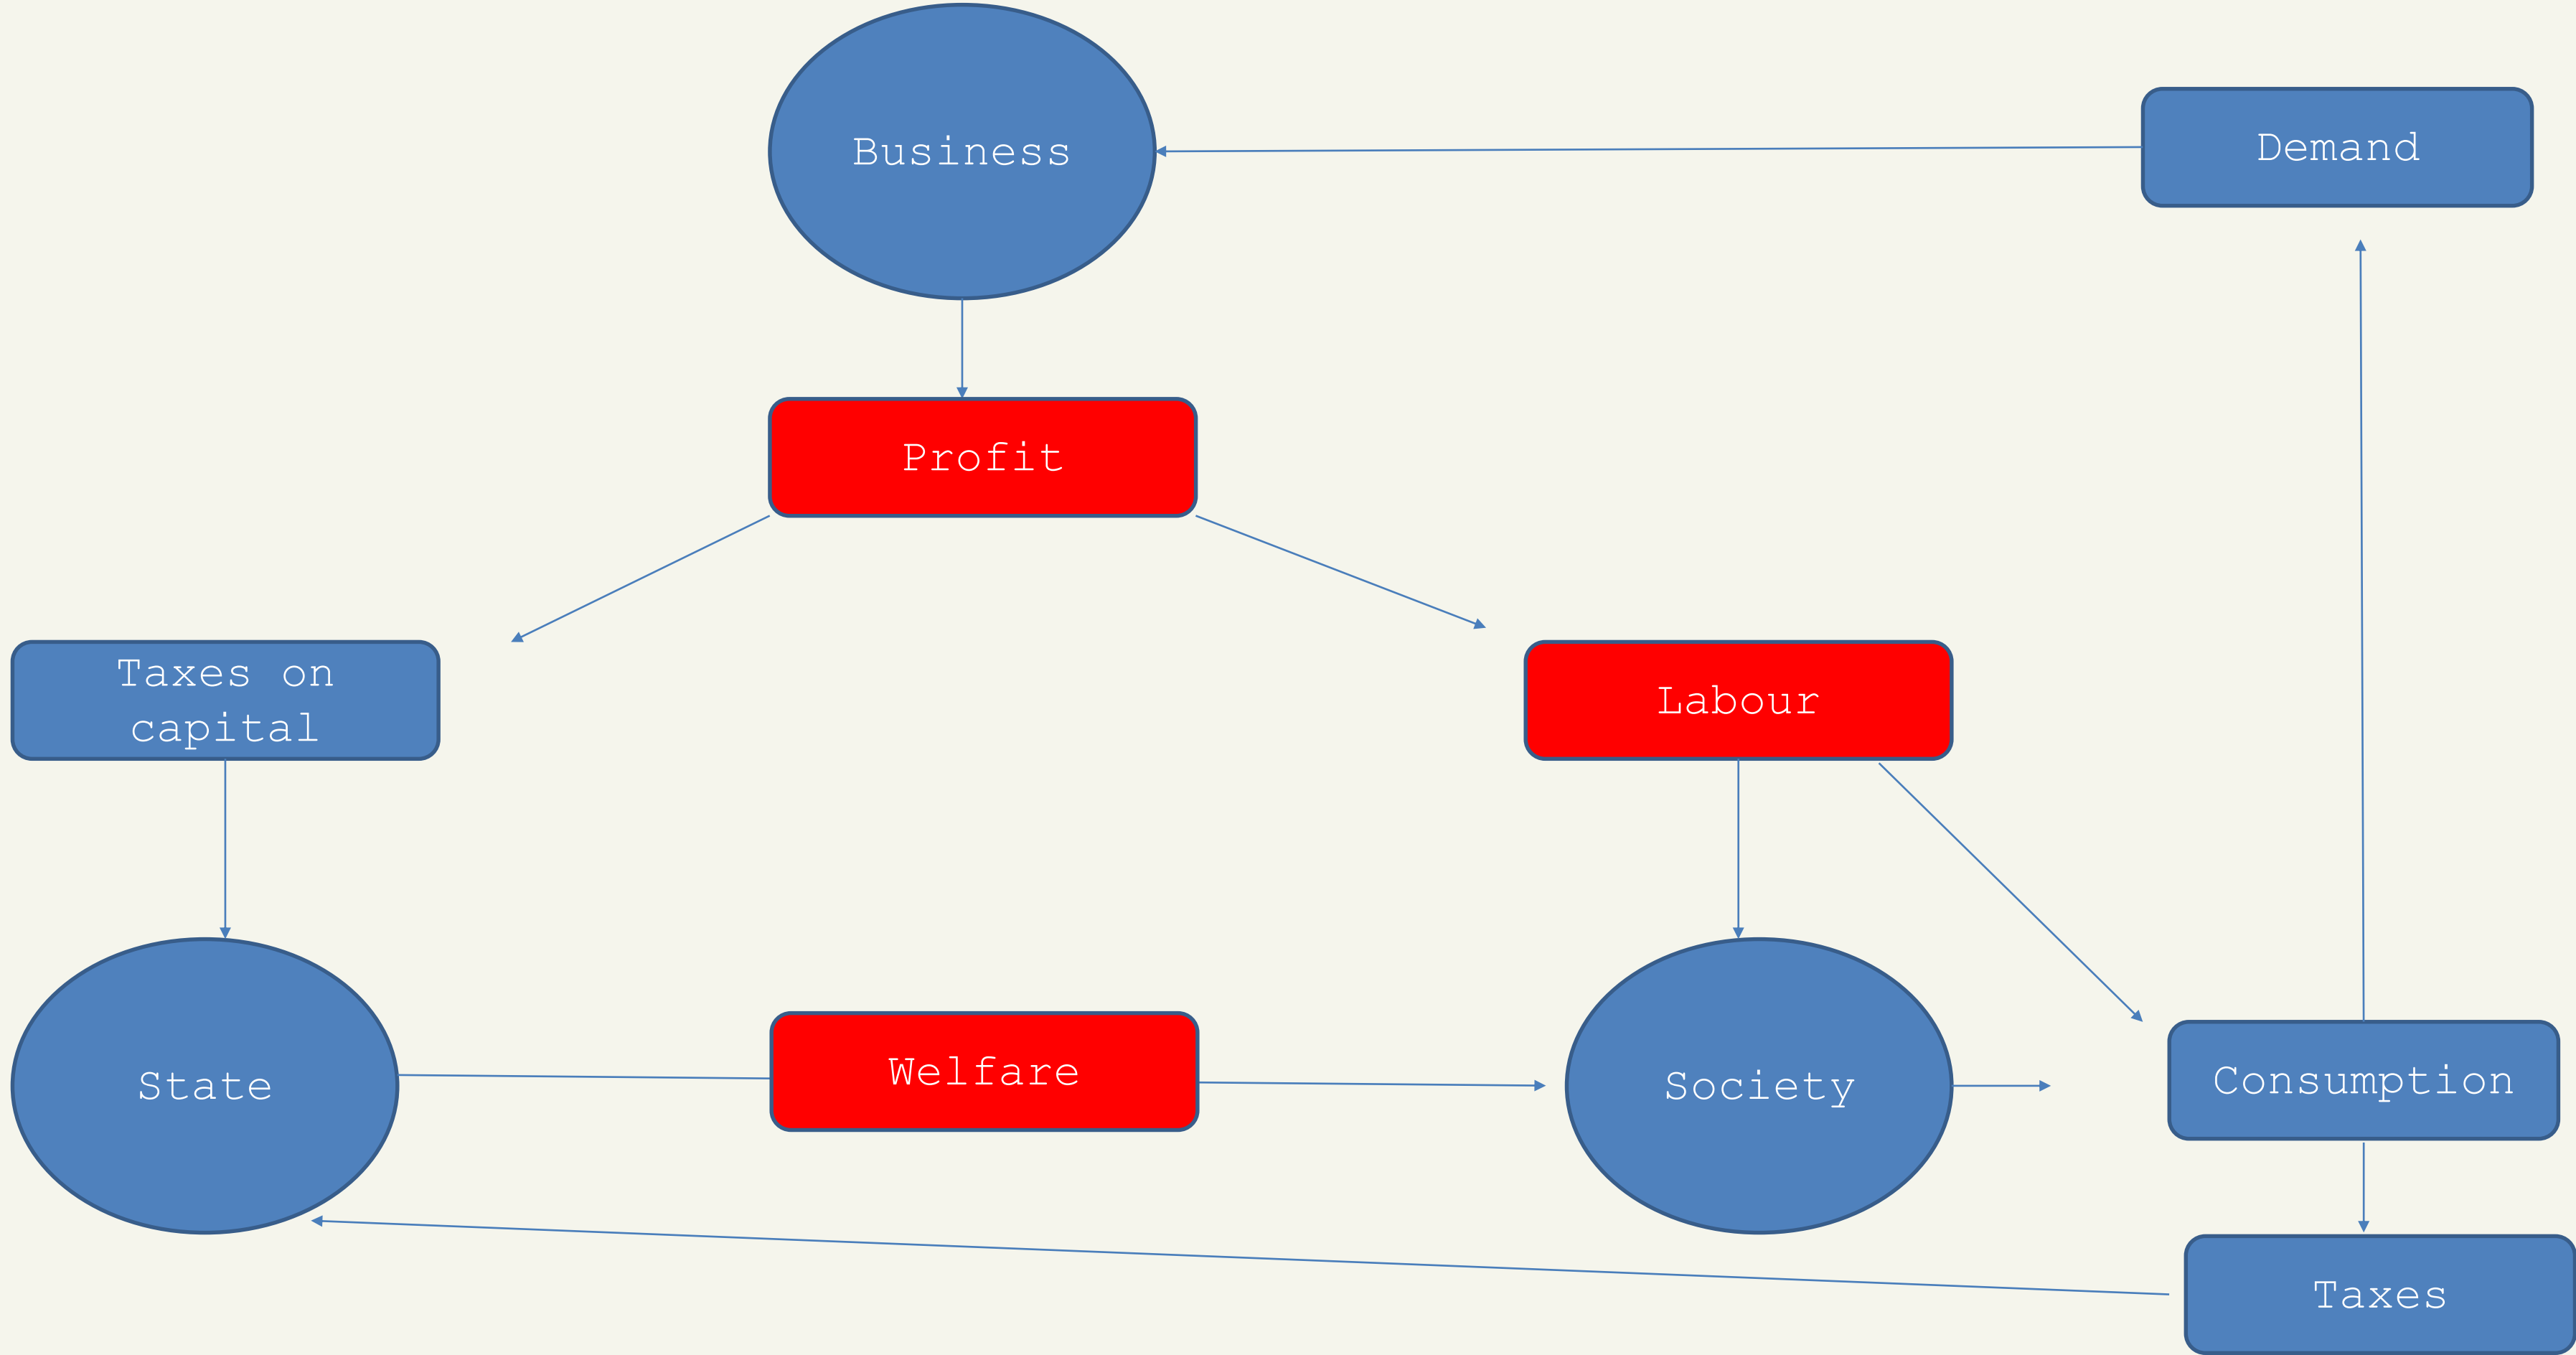 Business
Demand
Profit
Taxes on
capital
Labour
State
Welfare
Society
Consumption
Taxes